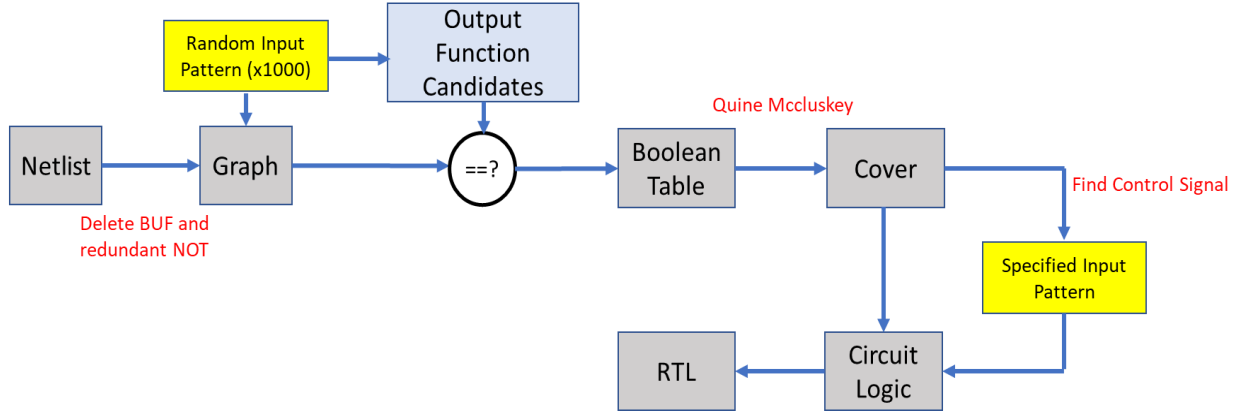 Random Input
Pattern (x1000)
Output
Function
Candidates
Quine Mccluskey
Netlist
Graph
==?
Boolean
Table
Cover
Find Control Signal
Delete BUF and
redundant NOT
Specified Input
Pattern
RTL
Circuit
Logic